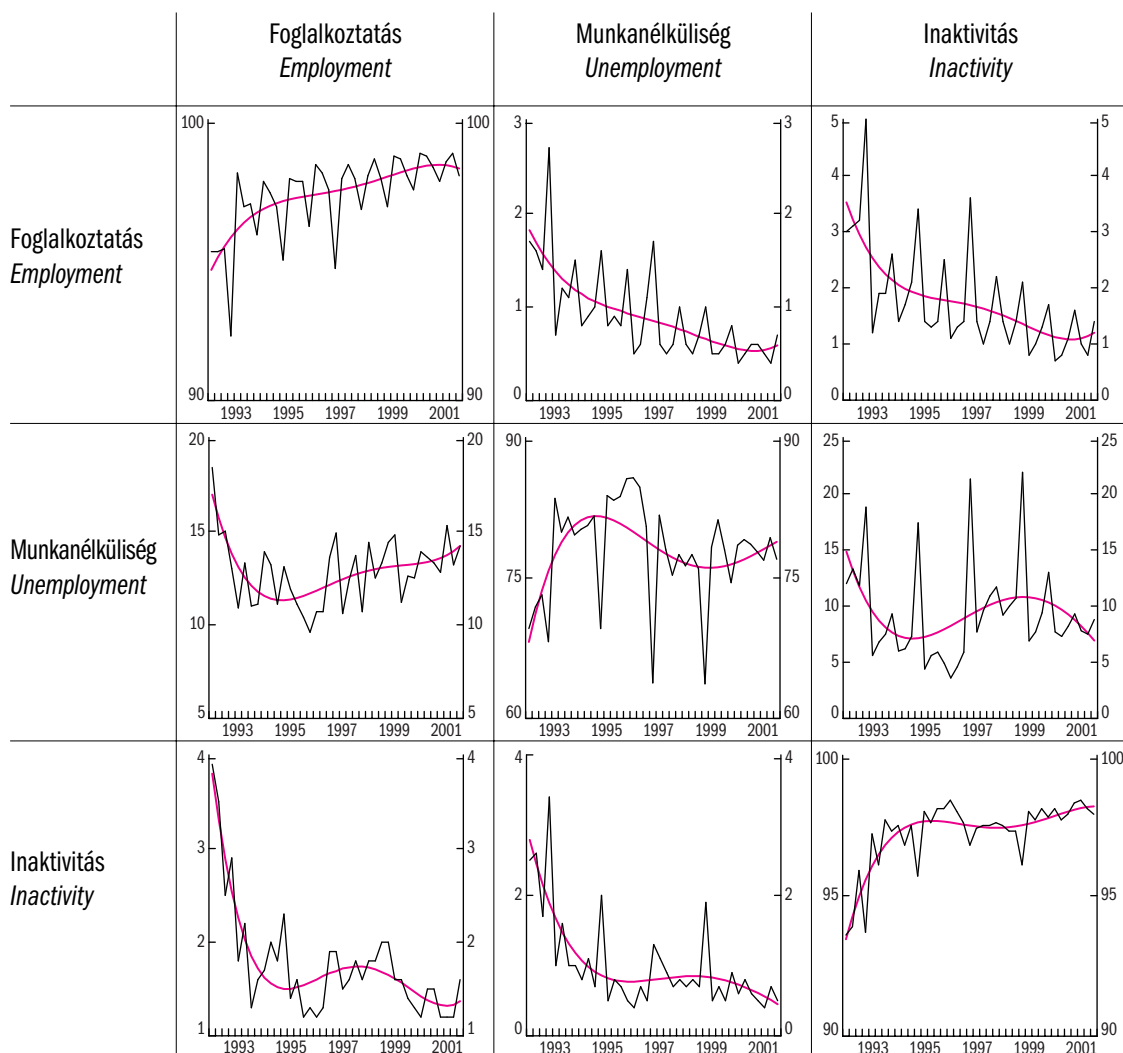 Foglalkoztatás Munkanélküliség Inaktivitás
Employment Unemployment Inactivity
Foglalkoztatás
Employment
100 100
90 90
1993 1995 1997 1999 2001
3 3
2 2
1 1
0 0
1993 1995 1997 1999 2001
5 5
4 4
3 3
2 2
1 1
0 0
1993 1995 1997 1999 2001
Munkanélküliség
Unemployment
20 20
15 15
10 10
5 5
1993 1995 1997 1999 2001
90 90
75 75
60 60
1993 1995 1997 1999 2001
25 25
20 20
15 15
10 10
5 5
0 0
1993 1995 1997 1999 2001
Inaktivitás
Inactivity
4 4
3 3
2 2
1 1
1993 1995 1997 1999 2001
4 4
2 2
0 0
1993 1995 1997 1999 2001
100 100
95 95
90 90
1993 1995 1997 1999 2001